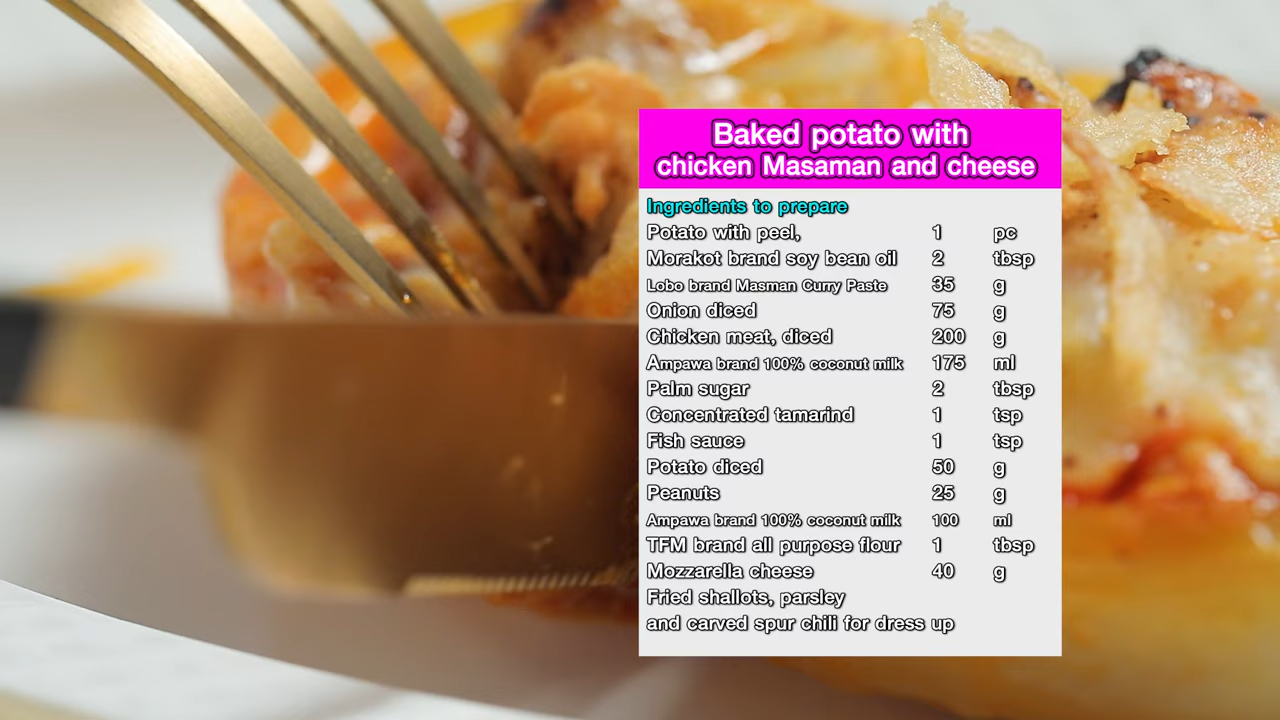 Baked potato with
chicken Masaman and cheese
Ingredients to prepare
Potato with peel, 1 pc
Morakot brand soy bean oil 2 tbsp
Lobo brand Masman Curry Paste 35 g
Onion diced 75 g
Chicken meat, diced 200 g
Ampawa brand 100% coconut milk 175 ml
Palm sugar 2 tbsp
Concentrated tamarind 1 tsp
Fish sauce 1 tsp
Potato diced 50 g
Peanuts 25 g
Ampawa brand 100% coconut milk 100 ml
TFM brand all purpose flour 1 tbsp
Mozzarella cheese 40 g
Fried shallots, parsley
and carved spur chili for dress up